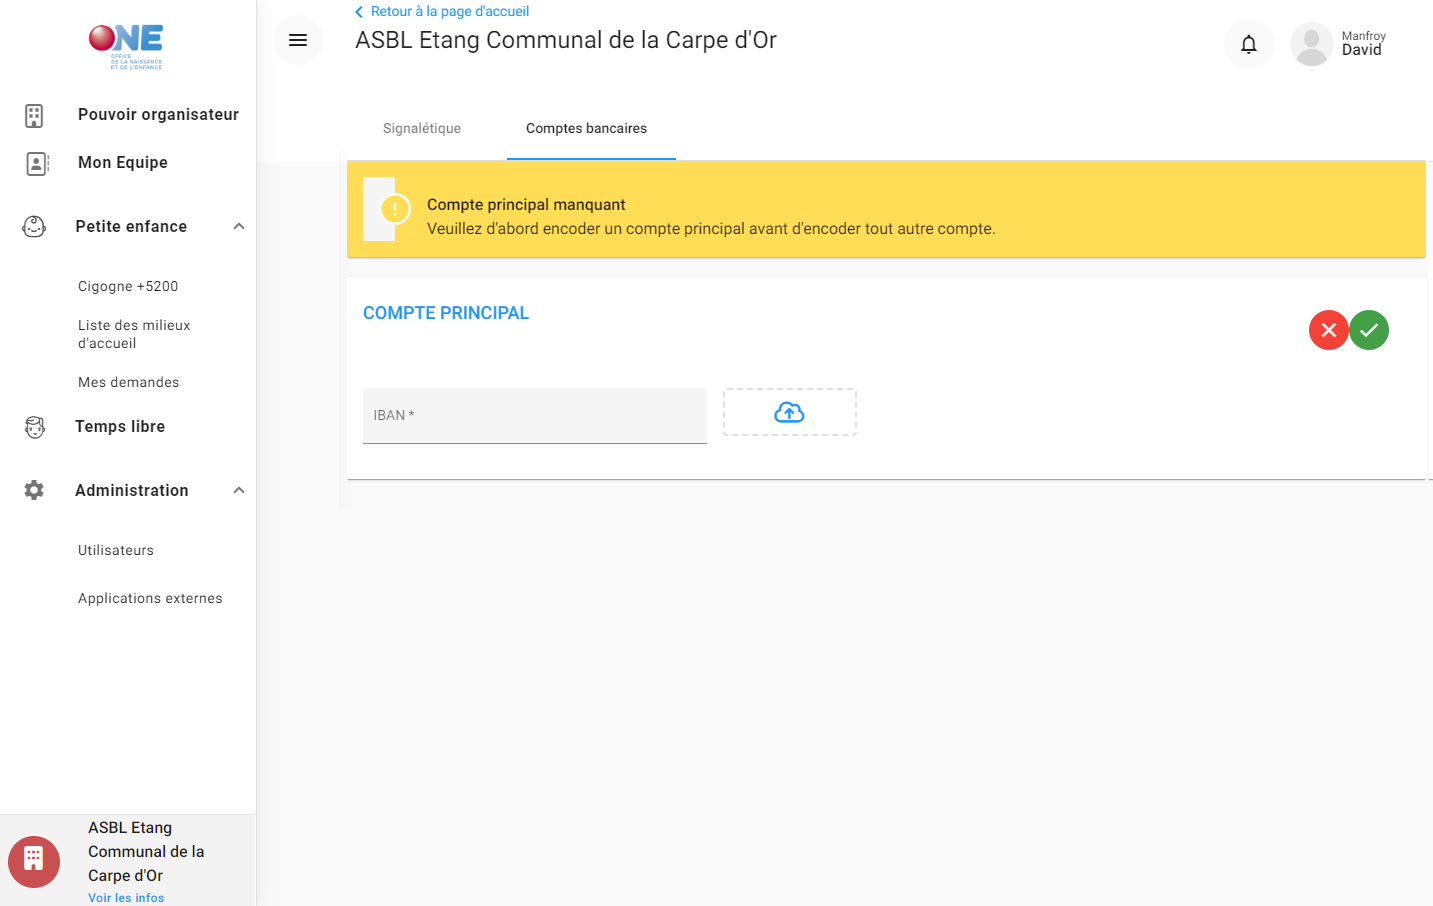 ONE
OFFICE
DE LA NAISSANCE
ET DE L'ENFANCE
Pouvoir organisateur
Mon Equipe
Petite enfance
Cigogne +5200
Liste des milieux
d'accueil
Mes demandes
Temps libre
Administration
Utilisateurs
Applications externes
ASBL Etang
Communal de la
Carpe d'Or
Voir les infos
Retour à la page d'accueil
ASBL Etang Communal de la Carpe d'Or
Manfroy
David
Signalétique
Comptes bancaires
Compte principal manquant
Veuillez d'abord encoder un compte principal avant d'encoder tout autre compte.
COMPTE PRINCIPAL
IBAN *